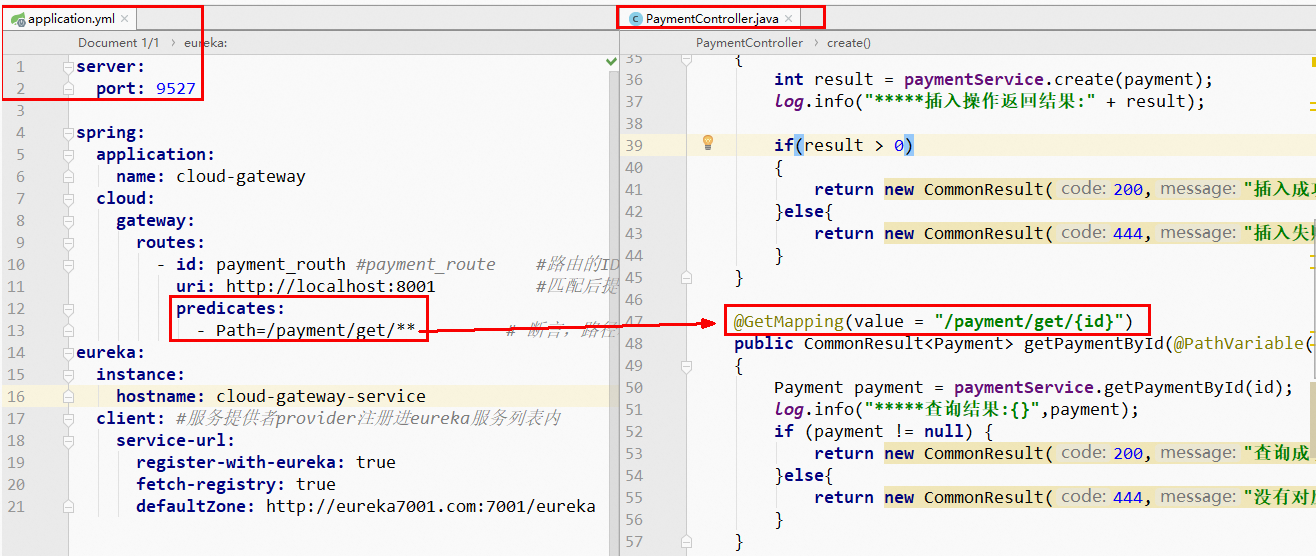 application.yml
Document 1/1 › eureka:
1 server:
2 port: 9527
3
4 spring:
5 application:
6 name: cloud-gateway
7 cloud:
8 gateway:
9 routes:
10 - id: payment_routh #payment_route #路由的ID
11 uri: http://localhost:8001 #匹配后提
12 predicates:
13 - Path=/payment/get/** # 断言，路径
14 eureka:
15 instance:
16 hostname: cloud-gateway-service
17 client: #服务提供者provider注册进eureka服务列表内
18 service-url:
19 register-with-eureka: true
20 fetch-registry: true
21 defaultZone: http://eureka7001.com:7001/eureka
PaymentController.java
PaymentController › create()
35 {
36 int result = paymentService.create(payment);
37 log.info("*****插入操作返回结果:" + result);
38
39 if(result > 0)
40 {
41 return new CommonResult( code: 200, message: "插入成功
42 }else{
43 return new CommonResult( code: 444, message: "插入失败
44 }
45 }
46
47 @GetMapping(value = "/payment/get/{id}")
48 public CommonResult<Payment> getPaymentById(@PathVariable(
49 {
50 Payment payment = paymentService.getPaymentById(id);
51 log.info("*****查询结果:{}",payment);
52 if (payment != null) {
53 return new CommonResult( code: 200, message: "查询成
54 }else{
55 return new CommonResult( code: 444, message: "没有对应
56 }
57 }